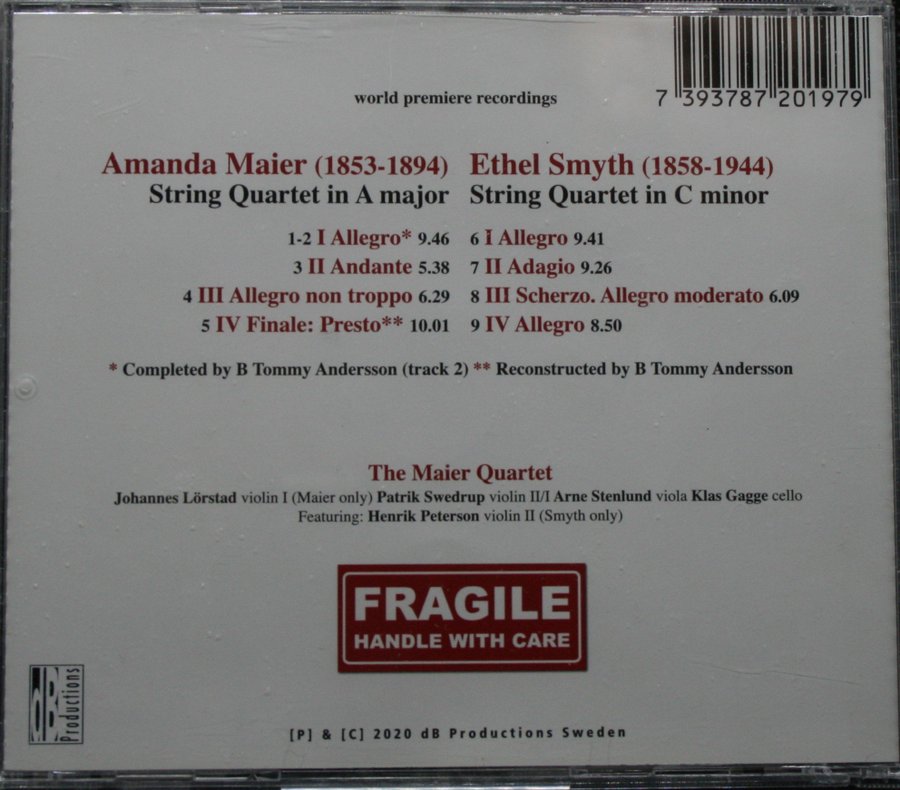 7 393787 201979
world premiere recordings
Amanda Maier (1853-1894)
String Quartet in A major
1-2 I Allegro* 9.46
3 II Andante 5.38
4 III Allegro non troppo 6.29
5 IV Finale: Presto** 10.01
Ethel Smyth (1858-1944)
String Quartet in C minor
6 I Allegro 9.41
7 II Adagio 9.26
8 III Scherzo. Allegro moderato 6.09
9 IV Allegro 8.50
* Completed by B Tommy Andersson (track 2) ** Reconstructed by B Tommy Andersson
The Maier Quartet
Johannes Lörstad violin I (Maier only) Patrik Swedrup violin II/I Arne Stenlund viola Klas Gagge cello
Featuring: Henrik Peterson violin II (Smyth only)
FRAGILE
HANDLE WITH CARE
dB Productions
[P] & [C] 2020 dB Productions Sweden